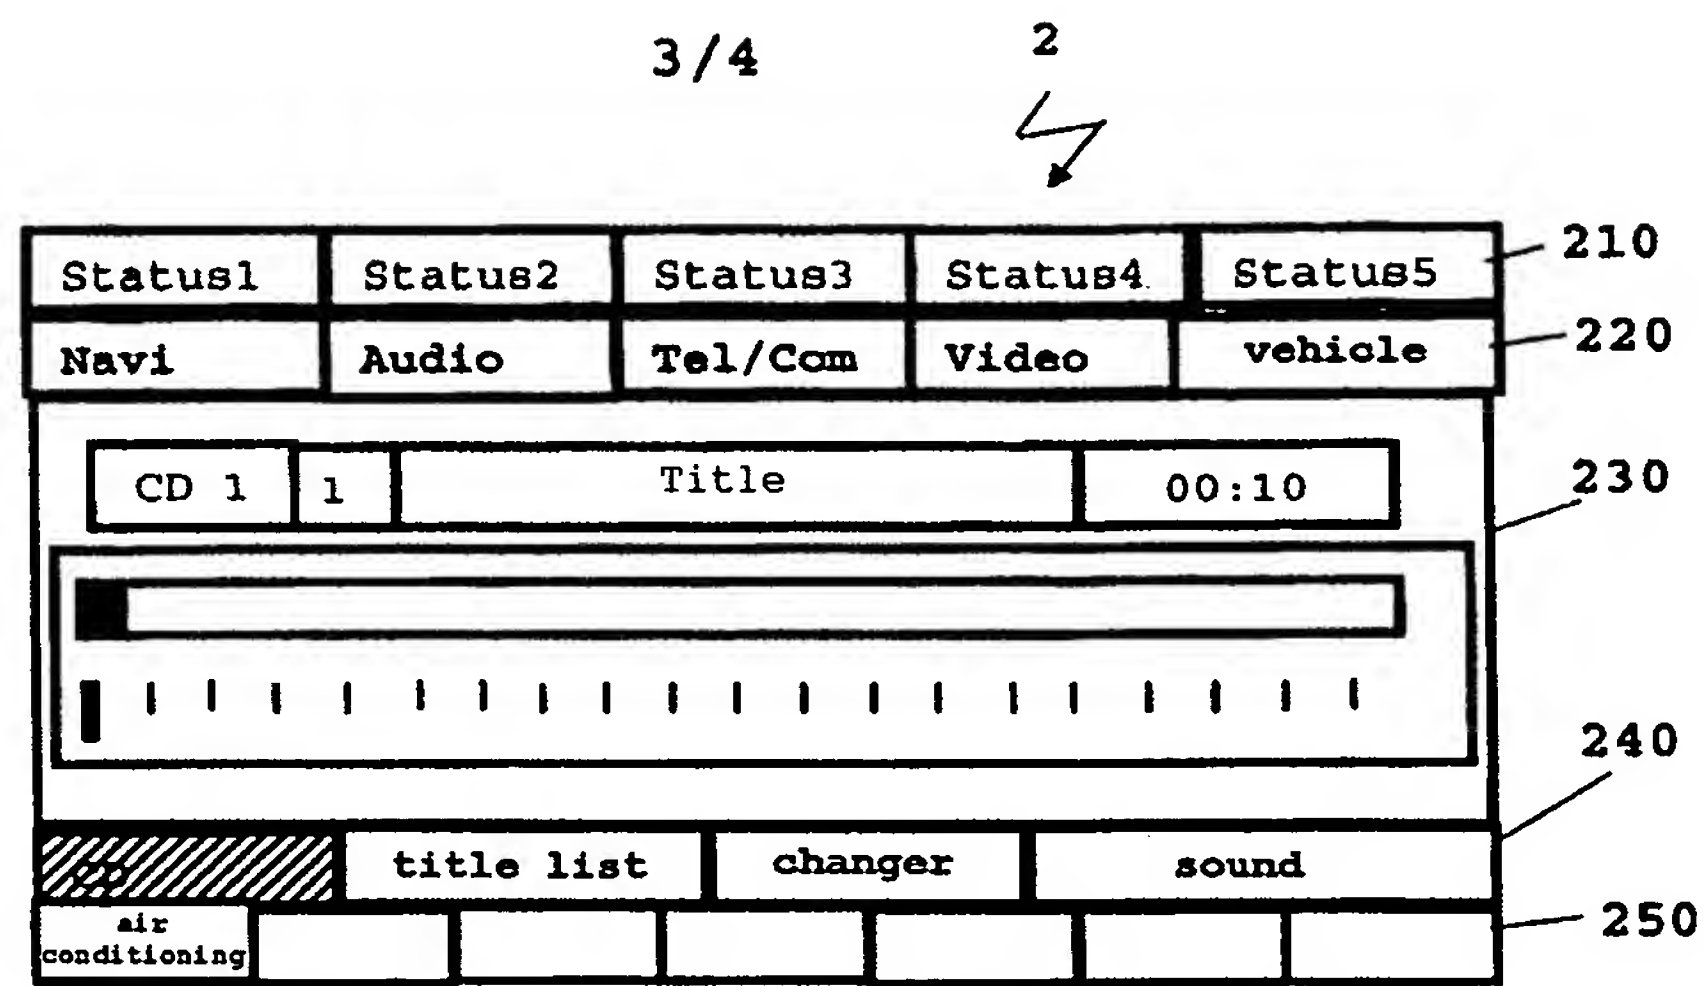 3/4
2
Status1 Status2 Status3 Status4 Status5 210
Navi Audio Tel/Com Video vehicle 220
CD 1 1 Title 00:10 230
240
title list changer sound
air
conditioning
250